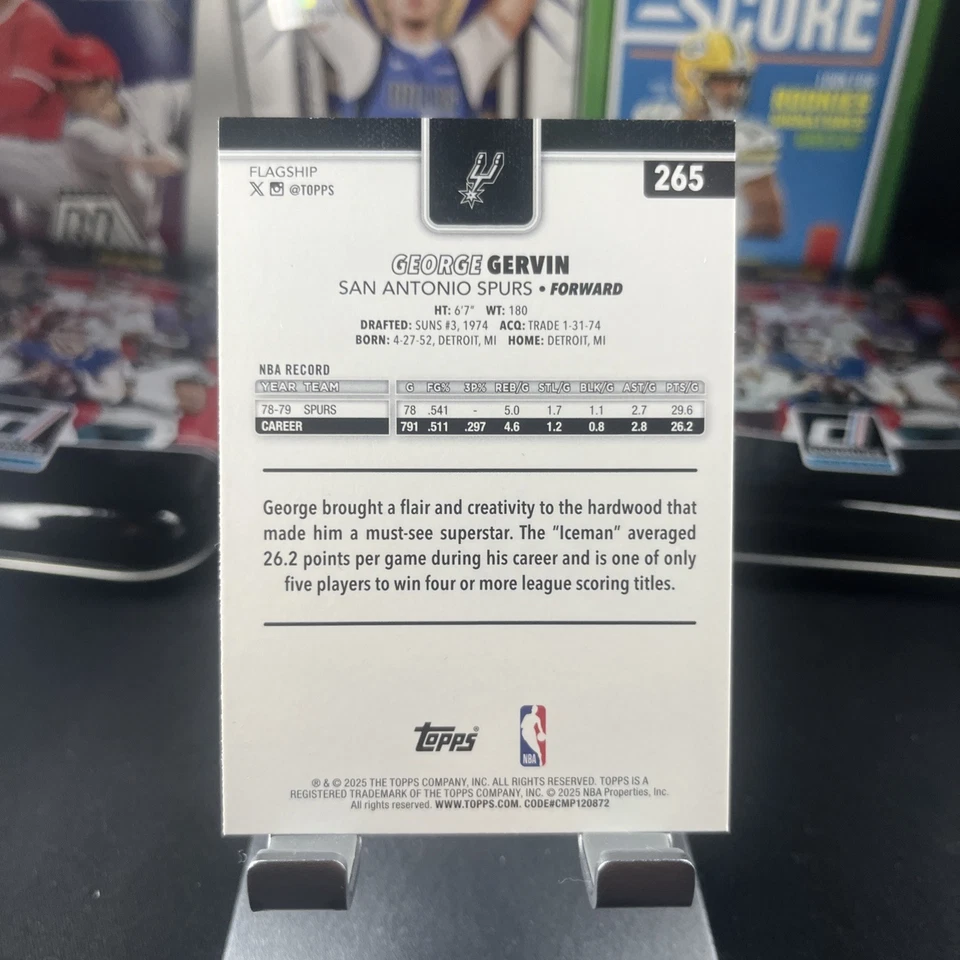 SCORE
FLAGSHIP
X @TOPPS
265
GEORGE GERVIN
SAN ANTONIO SPURS • FORWARD
HT: 6'7" WT: 180
DRAFTED: SUNS #3, 1974 ACQ: TRADE 1-31-74
BORN: 4-27-52, DETROIT, MI HOME: DETROIT, MI
NBA RECORD
YEAR TEAM G FG% 3P% REB/G STL/G BLK/G AST/G PTS/G
78-79 SPURS 78 .541 - 5.0 1.7 1.1 2.7 29.6
CAREER 791 .511 .297 4.6 1.2 0.8 2.8 26.2
George brought a flair and creativity to the hardwood that
made him a must-see superstar. The "Iceman" averaged
26.2 points per game during his career and is one of only
five players to win four or more league scoring titles.
TOPPS®
NBA
® & © 2025 THE TOPPS COMPANY, INC. ALL RIGHTS RESERVED. TOPPS IS A
REGISTERED TRADEMARK OF THE TOPPS COMPANY, INC. © 2025 NBA Properties, Inc.
All rights reserved. WWW.TOPPS.COM. CODE#CMP120872